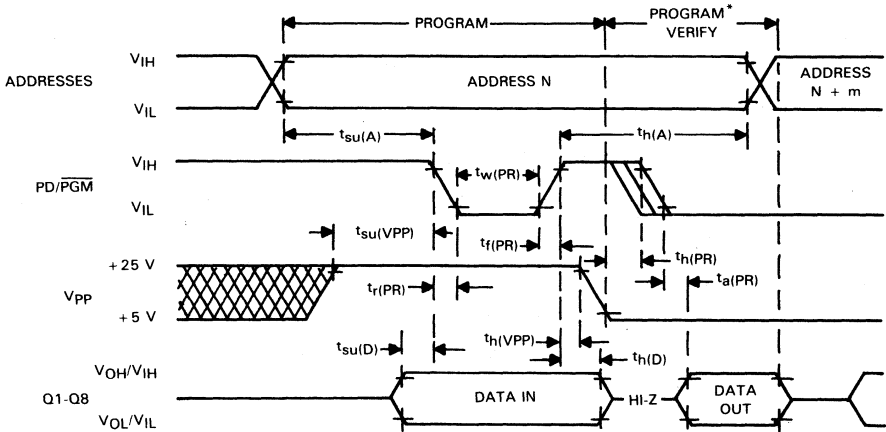 PROGRAM
PROGRAM*
VERIFY
ADDRESSES
VIH
VIL
ADDRESS N
ADDRESS
N + m
tsu(A)
th(A)
PD/PGM
VIH
VIL
tw(PR)
tsu(VPP)
tf(PR)
th(PR)
VPP
+25 V
+5 V
tr(PR)
ta(PR)
tsu(D)
th(VPP)
th(D)
Q1-Q8
VOH/VIH
VOL/VIL
DATA IN
HI-Z
DATA
OUT